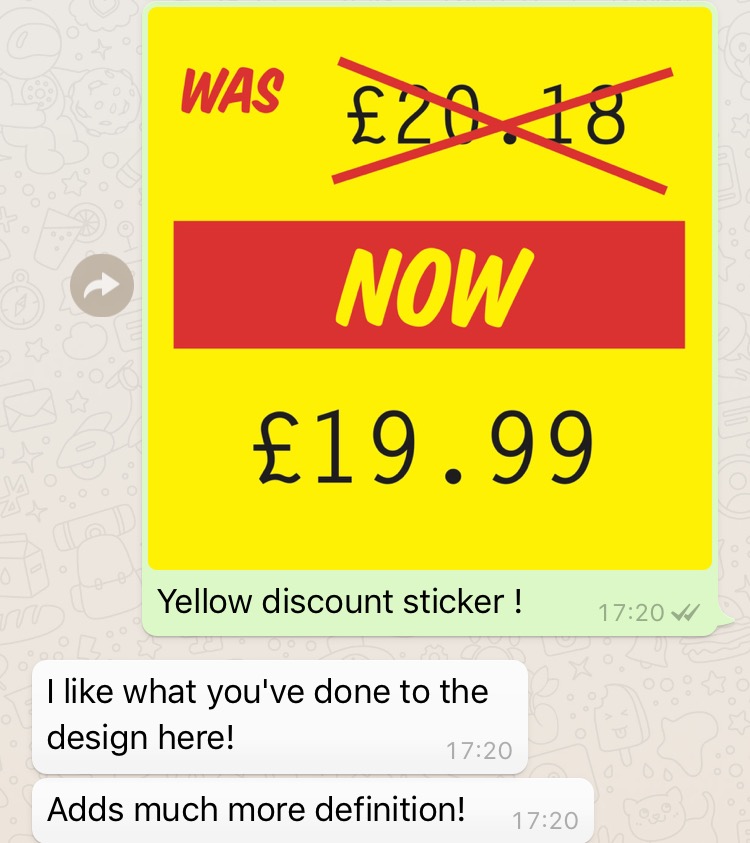 WAS £20.18
NOW
£19.99
Yellow discount sticker !
17:20
I like what you've done to the
design here!
17:20
Adds much more definition!
17:20